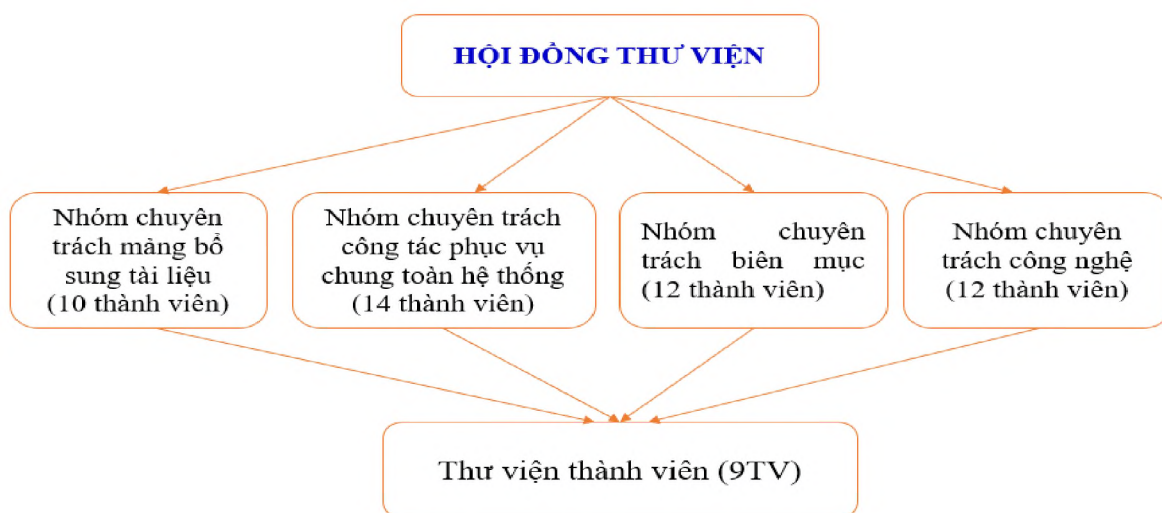 HỘI ĐỒNG THƯ VIỆN
Nhóm chuyên
trách mảng bổ
sung tài liệu
(10 thành viên)
Nhóm chuyên trách
công tác phục vụ
chung toàn hệ thống
(14 thành viên)
Nhóm chuyên
trách biên mục
(12 thành viên)
Nhóm chuyên
trách công nghệ
(12 thành viên)
Thư viện thành viên (9TV)